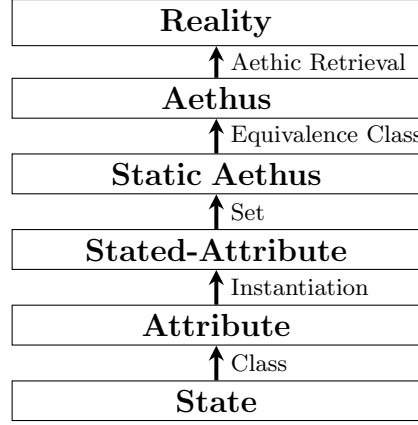 Reality
Aethic Retrieval
Aethus
Equivalence Class
Static Aethus
Set
Stated-Attribute
Instantiation
Attribute
Class
State